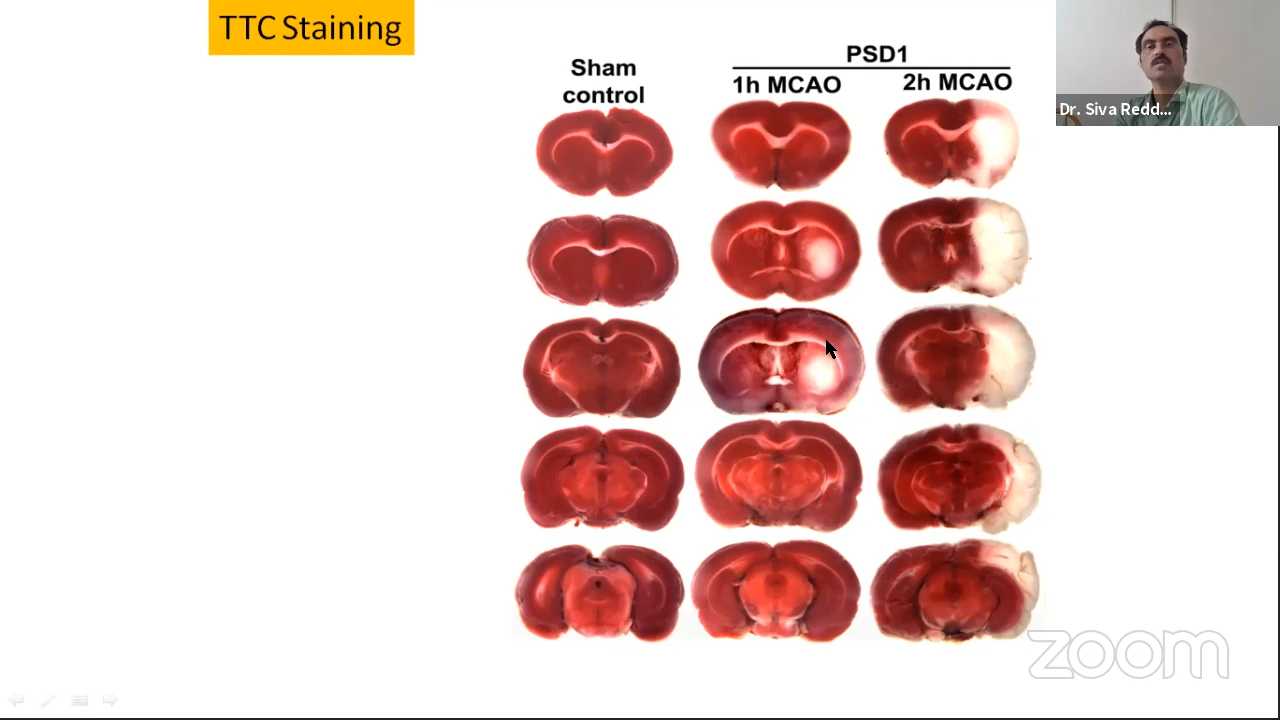 TTC Staining
PSD1
Sham
control
1h MCAO
2h MCAO
Dr. Siva Redd...
zoom